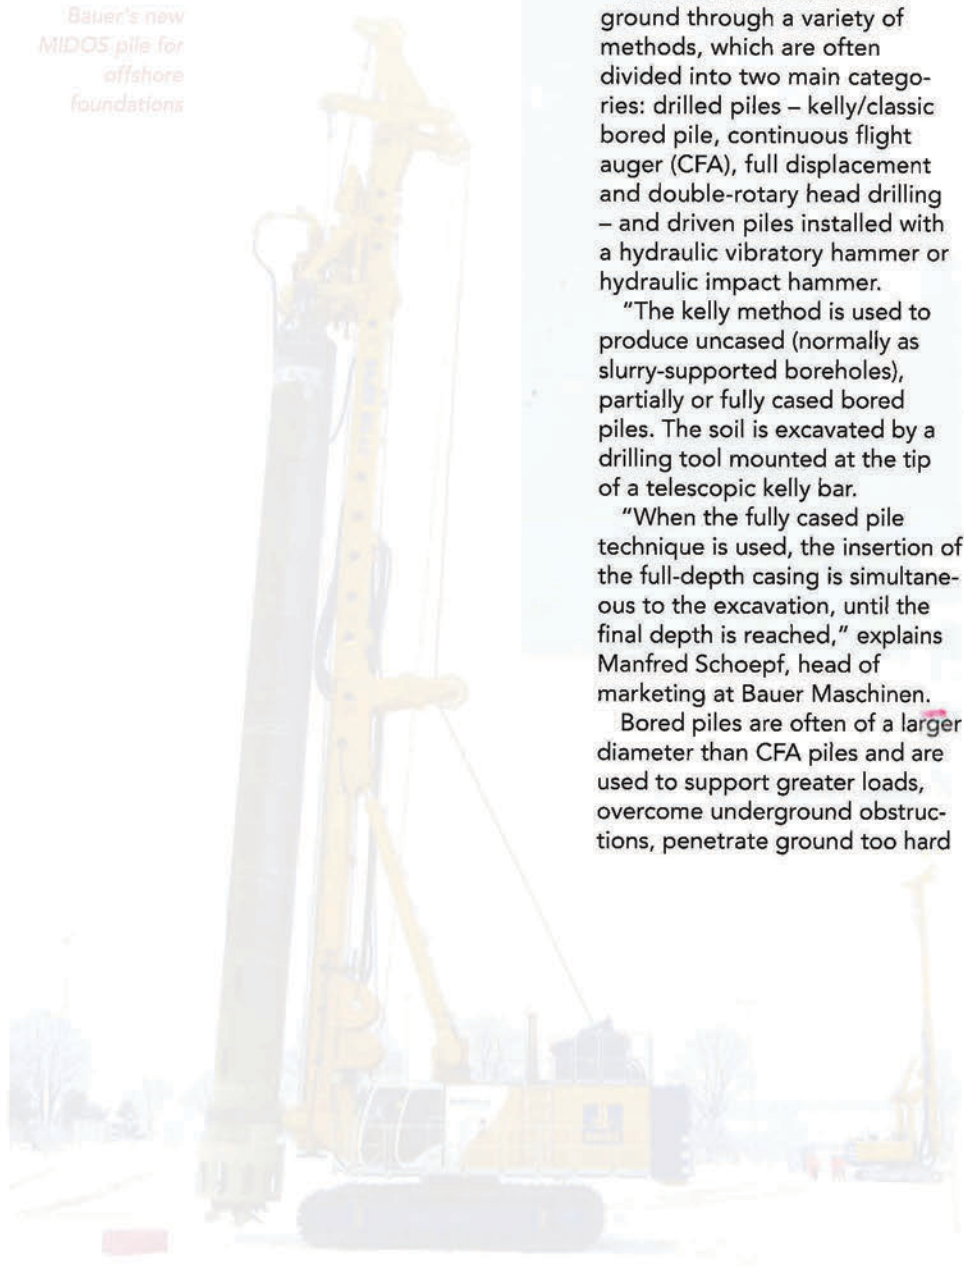 Bauer's new
MIDOS pile for
offshore
foundations
ground through a variety of
methods, which are often
divided into two main catego-
ries: drilled piles – kelly/classic
bored pile, continuous flight
auger (CFA), full displacement
and double-rotary head drilling
– and driven piles installed with
a hydraulic vibratory hammer or
hydraulic impact hammer.
"The kelly method is used to
produce uncased (normally as
slurry-supported boreholes),
partially or fully cased bored
piles. The soil is excavated by a
drilling tool mounted at the tip
of a telescopic kelly bar.
"When the fully cased pile
technique is used, the insertion of
the full-depth casing is simultane-
ous to the excavation, until the
final depth is reached," explains
Manfred Schoepf, head of
marketing at Bauer Maschinen.
Bored piles are often of a larger
diameter than CFA piles and are
used to support greater loads,
overcome underground obstruc-
tions, penetrate ground too hard